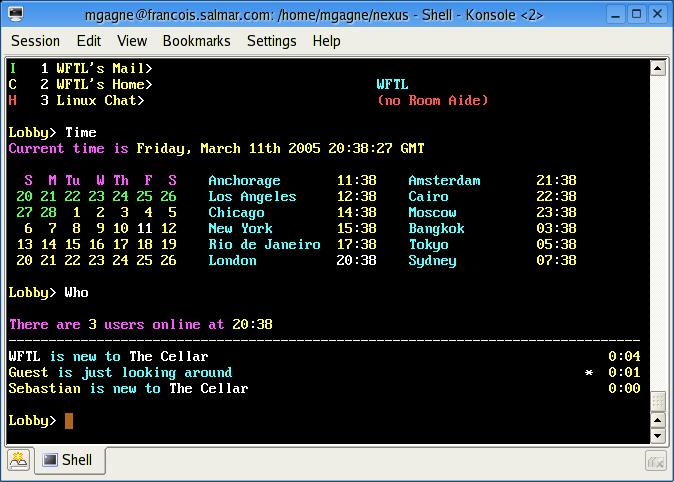 mgagne@francois.salmar.com: /home/mgagne/nexus - Shell - Konsole <2>
Session Edit View Bookmarks Settings Help
I 1 WFTL's Mail>
C 2 WFTL's Home> WFTL
H 3 Linux Chat> (no Room Aide)
Lobby> Time
Current time is Friday, March 11th 2005 20:38:27 GMT
S M Tu W Th F S Anchorage 11:38 Amsterdam 21:38
20 21 22 23 24 25 26 Los Angeles 12:38 Cairo 22:38
27 28 1 2 3 4 5 Chicago 14:38 Moscow 23:38
6 7 8 9 10 11 12 New York 15:38 Bangkok 03:38
13 14 15 16 17 18 19 Rio de Janeiro 17:38 Tokyo 05:38
20 21 22 23 24 25 26 London 20:38 Sydney 07:38
Lobby> Who
There are 3 users online at 20:38
-------------------------------------------------------------------------------
WFTL is new to The Cellar 0:04
Guest is just looking around * 0:01
Sebastian is new to The Cellar 0:00
Lobby>
Shell